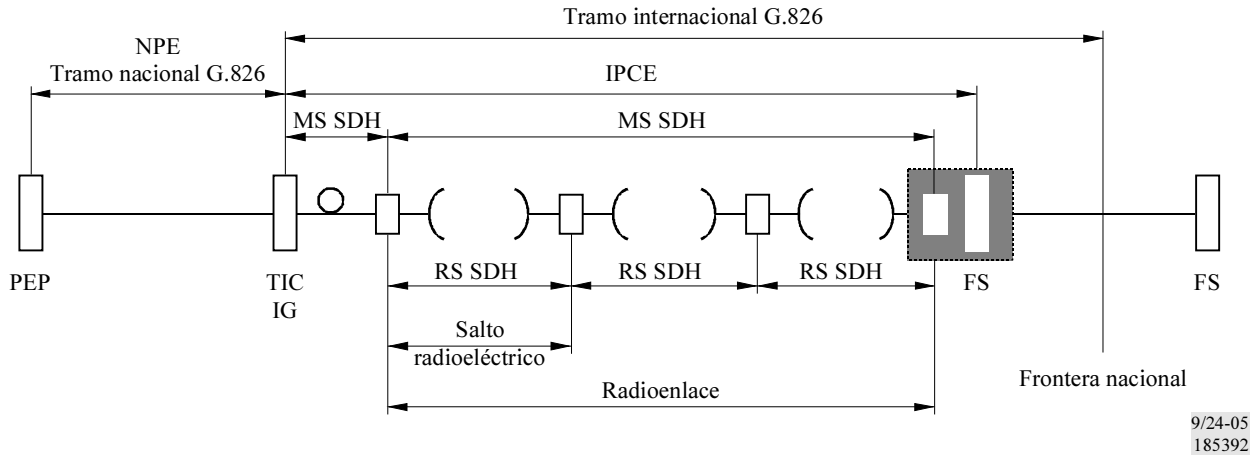 Tramo internacional G.826
NPE
Tramo nacional G.826
IPCE
MS SDH
MS SDH
PEP
TIC
IG
RS SDH
RS SDH
RS SDH
FS
FS
Salto
radioeléctrico
Radioenlace
Frontera nacional
9/24-05
185392